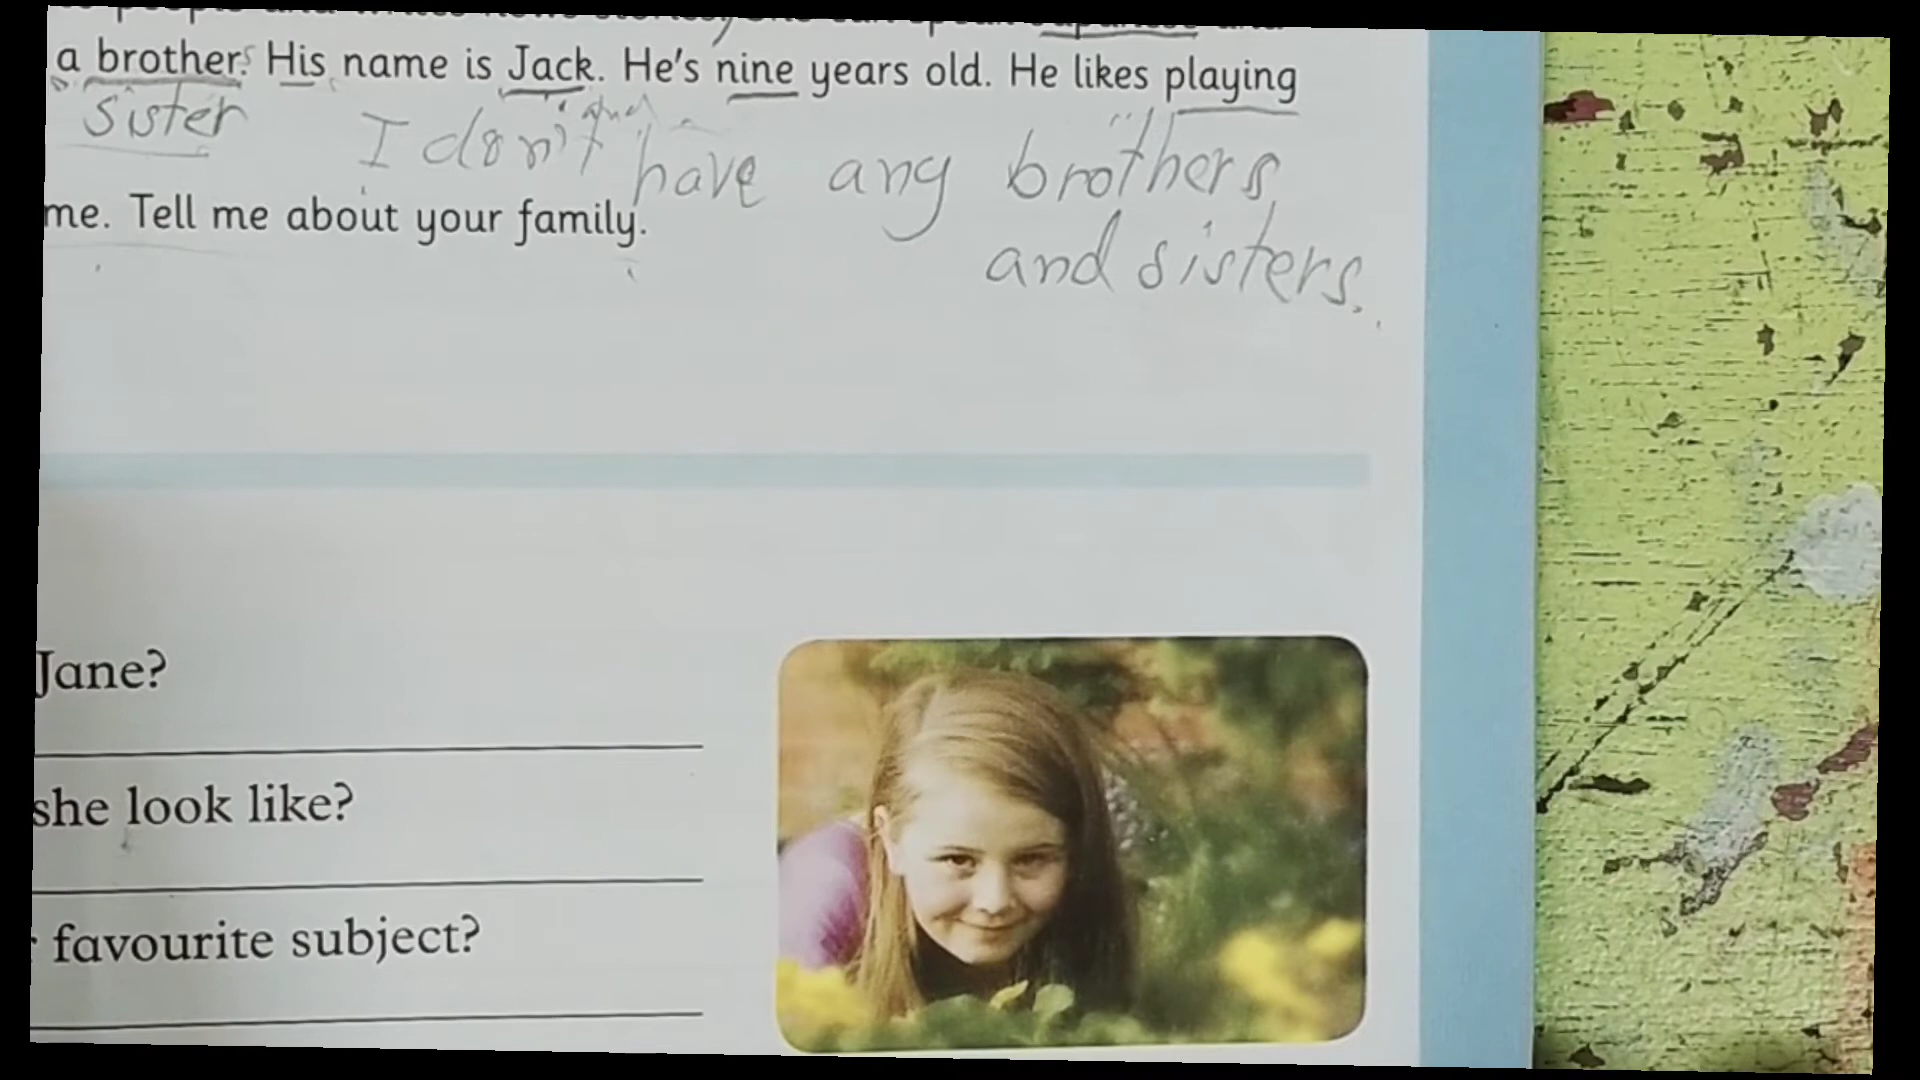 a brother. His name is Jack. He's nine years old. He likes playing
sister I don't have any brothers
me. Tell me about your family.
and sisters.
Jane?
she look like?
favourite subject?